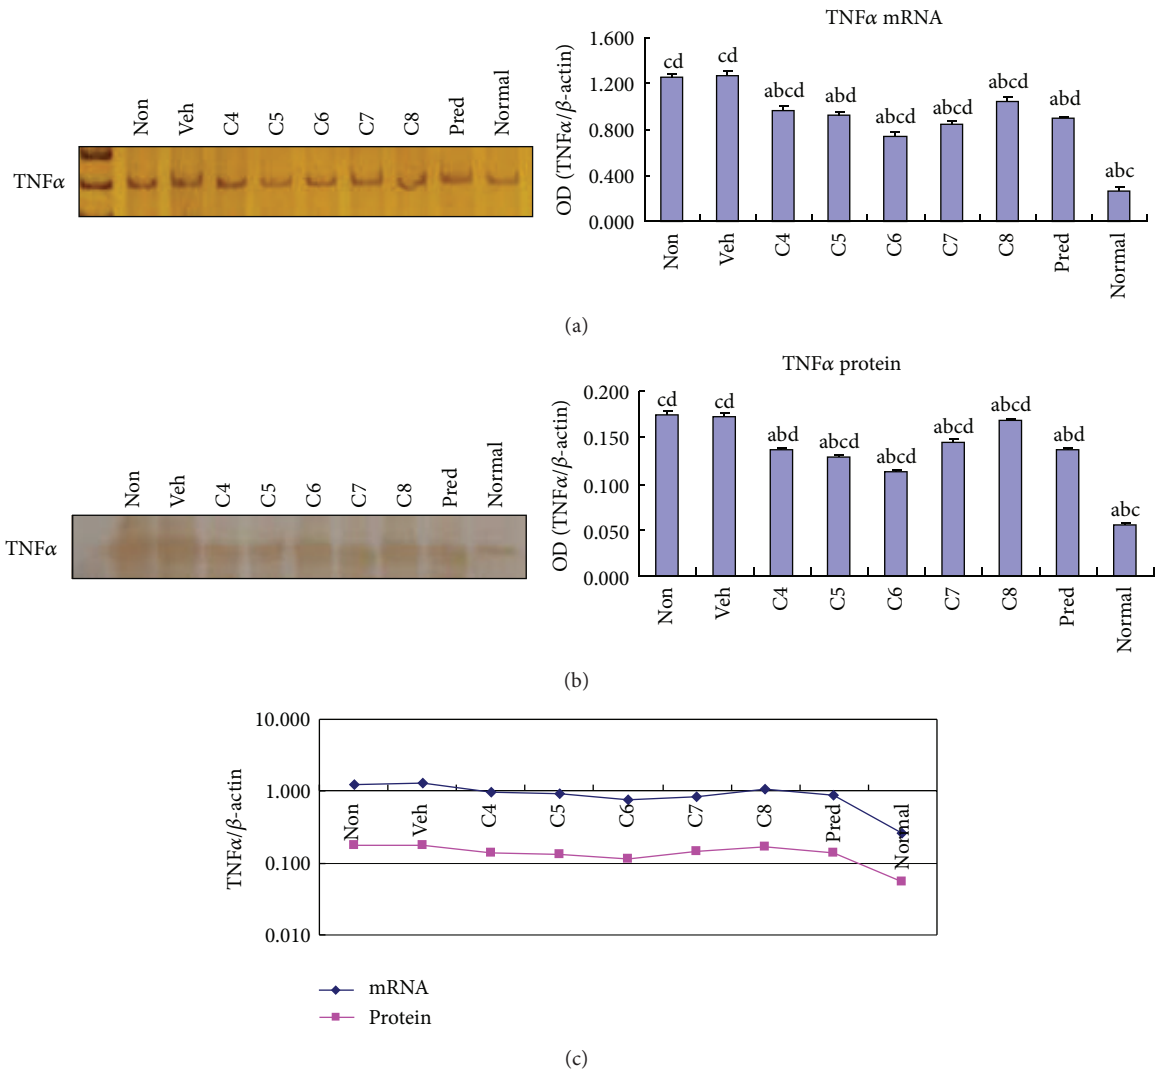 Non
Veh
C4
C5
C6
C7
C8
Pred
Normal
TNFα
TNFα mRNA
OD (TNFα/β-actin)
1.600
1.200
0.800
0.400
0.000
cd
cd
abcd
abd
abcd
abcd
abcd
abd
abc
Non
Veh
C4
C5
C6
C7
C8
Pred
Normal
(a)
Non
Veh
C4
C5
C6
C7
C8
Pred
Normal
TNFα
TNFα protein
OD (TNFα/β-actin)
0.200
0.150
0.100
0.050
0.000
cd
cd
abd
abcd
abcd
abcd
abcd
abd
abc
Non
Veh
C4
C5
C6
C7
C8
Pred
Normal
(b)
TNFα/β-actin
10.000
1.000
0.100
0.010
Non
Veh
C4
C5
C6
C7
C8
Pred
Normal
mRNA
Protein
(c)